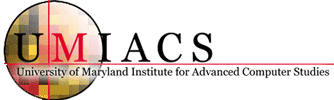 UMIACS
University of Maryland Institute for Advanced Computer Studies